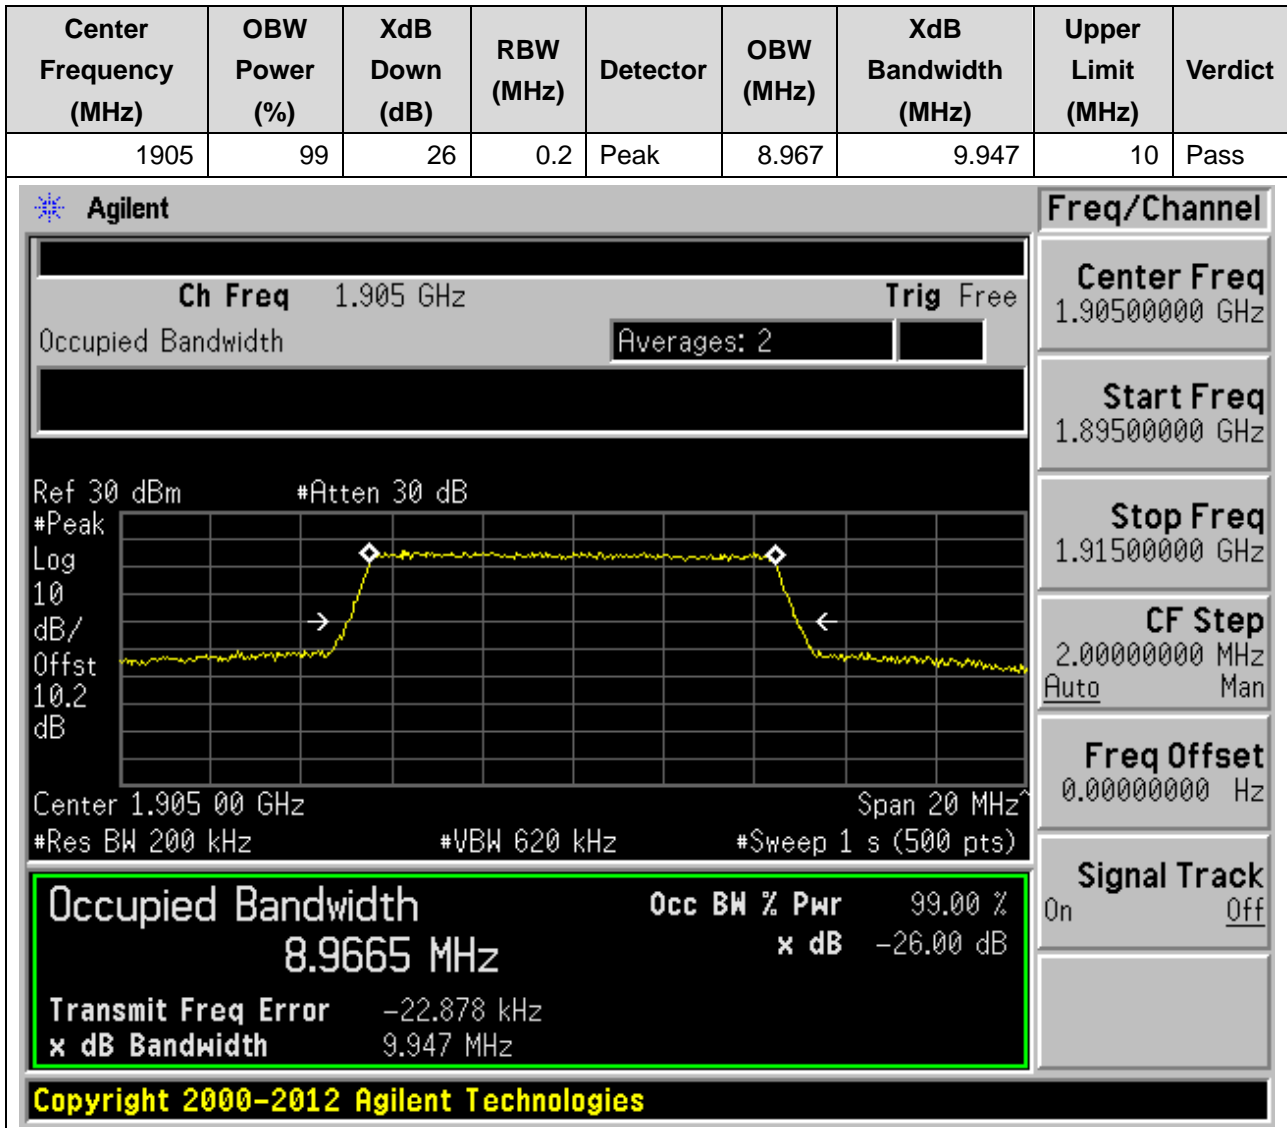 Center Frequency (MHz) OBW Power (%) XdB Down (dB) RBW (MHz) Detector OBW (MHz) XdB Bandwidth (MHz) Upper Limit (MHz) Verdict
1905 99 26 0.2 Peak 8.967 9.947 10 Pass
Agilent
Freq/Channel
Ch Freq 1.905 GHz Trig Free
Occupied Bandwidth Averages: 2
Ref 30 dBm #Atten 30 dB
#Peak
Log
10
dB/
Offst
10.2
dB
Center 1.905 00 GHz Span 20 MHz^
#Res BW 200 kHz #VBW 620 kHz #Sweep 1 s (500 pts)
Occupied Bandwidth Occ BW % Pwr 99.00 %
8.9665 MHz x dB -26.00 dB
Transmit Freq Error -22.878 kHz
x dB Bandwidth 9.947 MHz
Copyright 2000-2012 Agilent Technologies
Center Freq
1.90500000 GHz
Start Freq
1.89500000 GHz
Stop Freq
1.91500000 GHz
CF Step
2.00000000 MHz
Auto Man
Freq Offset
0.00000000 Hz
Signal Track
On Off